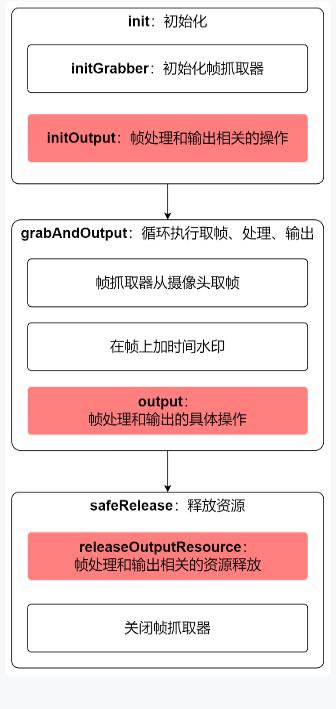 init：初始化
initGrabber：初始化帧抓取器
initOutput：帧处理和输出相关的操作
grabAndOutput：循环执行取帧、处理、输出
帧抓取器从摄像头取帧
在帧上加时间水印
output：
帧处理和输出的具体操作
safeRelease：释放资源
releaseOutputResource：
帧处理和输出相关的资源释放
关闭帧抓取器